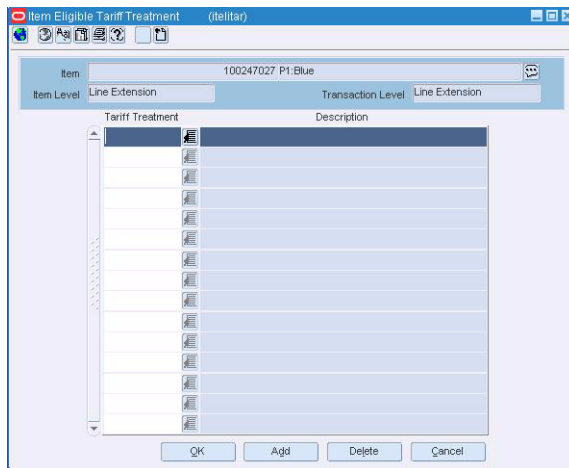 Item Eligible Tariff Treatment (itelitar)
Item 100247027 P1:Blue
Item Level Line Extension Transaction Level Line Extension
Tariff Treatment Description
OK Add Delete Cancel